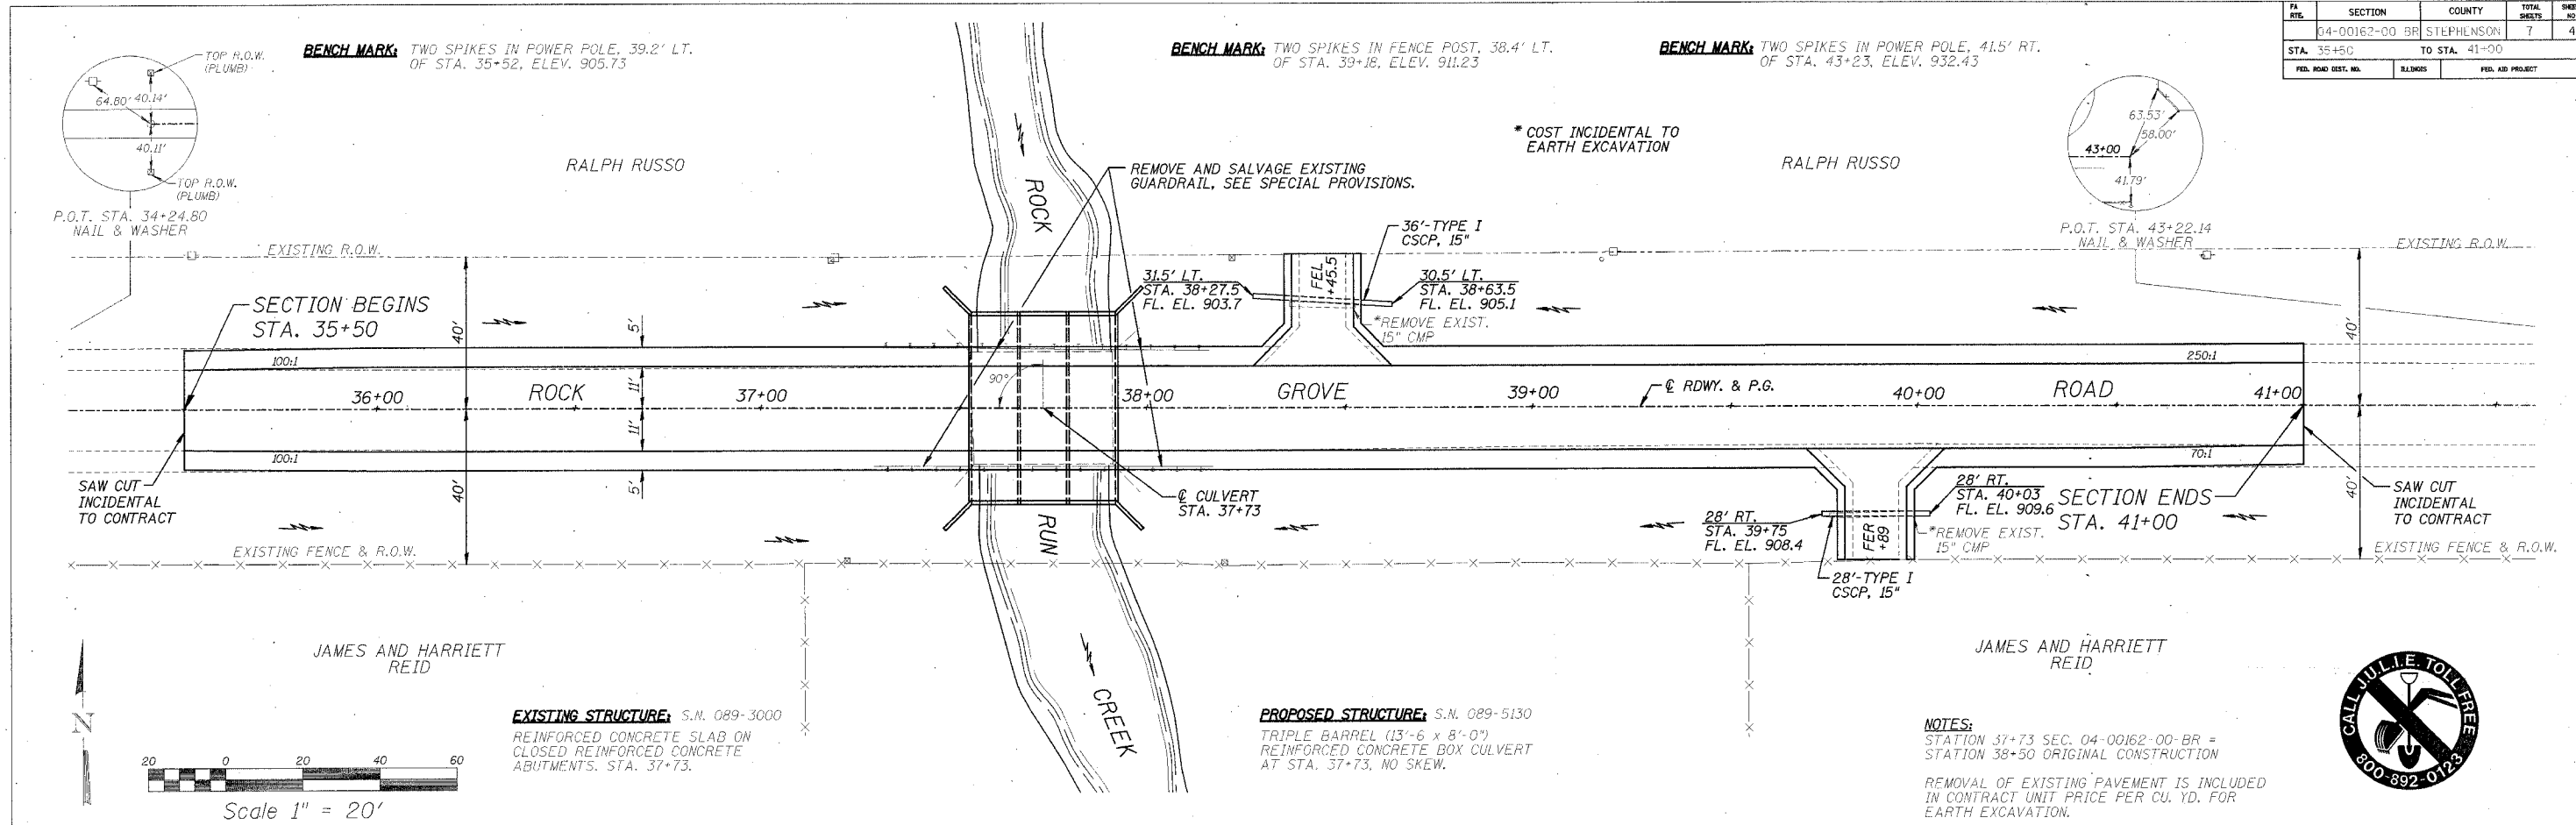 FA RTE.
SECTION
COUNTY
TOTAL SHEETS
04-00162-00 BR
STEPHENSON
7
4
STA. 35+50
TO STA. 41+00
FED. ROAD DIST. NO.
ILLINOIS
FED. AID PROJECT
BENCH MARK: TWO SPIKES IN POWER POLE, 39.2' LT.
OF STA. 35+52, ELEV. 905.73
BENCH MARK: TWO SPIKES IN FENCE POST, 38.4' LT.
OF STA. 39+18, ELEV. 911.23
BENCH MARK: TWO SPIKES IN POWER POLE, 41.5' RT.
OF STA. 43+23, ELEV. 932.43
TOP R.O.W.
(PLUMB)
64.80'
40.14'
40.11'
TOP R.O.W.
(PLUMB)
P.O.T. STA. 34+24.80
NAIL & WASHER
RALPH RUSSO
ROCK
REMOVE AND SALVAGE EXISTING
GUARDRAIL, SEE SPECIAL PROVISIONS.
* COST INCIDENTAL TO
EARTH EXCAVATION
RALPH RUSSO
63.53'
58.00'
43+00
41.79'
P.O.T. STA. 43+22.14
NAIL & WASHER
EXISTING R.O.W.
EXISTING R.O.W.
36'-TYPE I
CSCP, 15"
31.5' LT.
STA. 38+27.5
FL. EL. 903.7
FEL
+45.5
30.5' LT.
STA. 38+63.5
FL. EL. 905.1
*REMOVE EXIST.
15" CMP
SECTION BEGINS
STA. 35+50
40'
5'
40'
100:1
250:1
11'
90°
36+00
ROCK
37+00
38+00
GROVE
39+00
℄ RDWY. & P.G.
40+00
ROAD
41+00
11'
100:1
70:1
SAW CUT
INCIDENTAL
TO CONTRACT
40'
5'
℄ CULVERT
STA. 37+73
RUN
28' RT.
STA. 39+75
FL. EL. 908.4
FER
+89
28' RT.
STA. 40+03
FL. EL. 909.6
*REMOVE EXIST.
15" CMP
SECTION ENDS
STA. 41+00
40'
SAW CUT
INCIDENTAL
TO CONTRACT
EXISTING FENCE & R.O.W.
EXISTING FENCE & R.O.W.
28'-TYPE I
CSCP, 15"
JAMES AND HARRIETT
REID
CREEK
JAMES AND HARRIETT
REID
N
EXISTING STRUCTURE: S.N. 089-3000
REINFORCED CONCRETE SLAB ON
CLOSED REINFORCED CONCRETE
ABUTMENTS. STA. 37+73.
PROPOSED STRUCTURE: S.N. 089-5130
TRIPLE BARREL (13'-6 x 8'-0")
REINFORCED CONCRETE BOX CULVERT
AT STA. 37+73, NO SKEW.
NOTES:
STATION 37+73 SEC. 04-00162-00-BR =
STATION 38+50 ORIGINAL CONSTRUCTION
REMOVAL OF EXISTING PAVEMENT IS INCLUDED
IN CONTRACT UNIT PRICE PER CU. YD. FOR
EARTH EXCAVATION.
CALL J.U.L.I.E. TOLL FREE
800-892-0123
20 0 20 40 60
Scale 1" = 20'